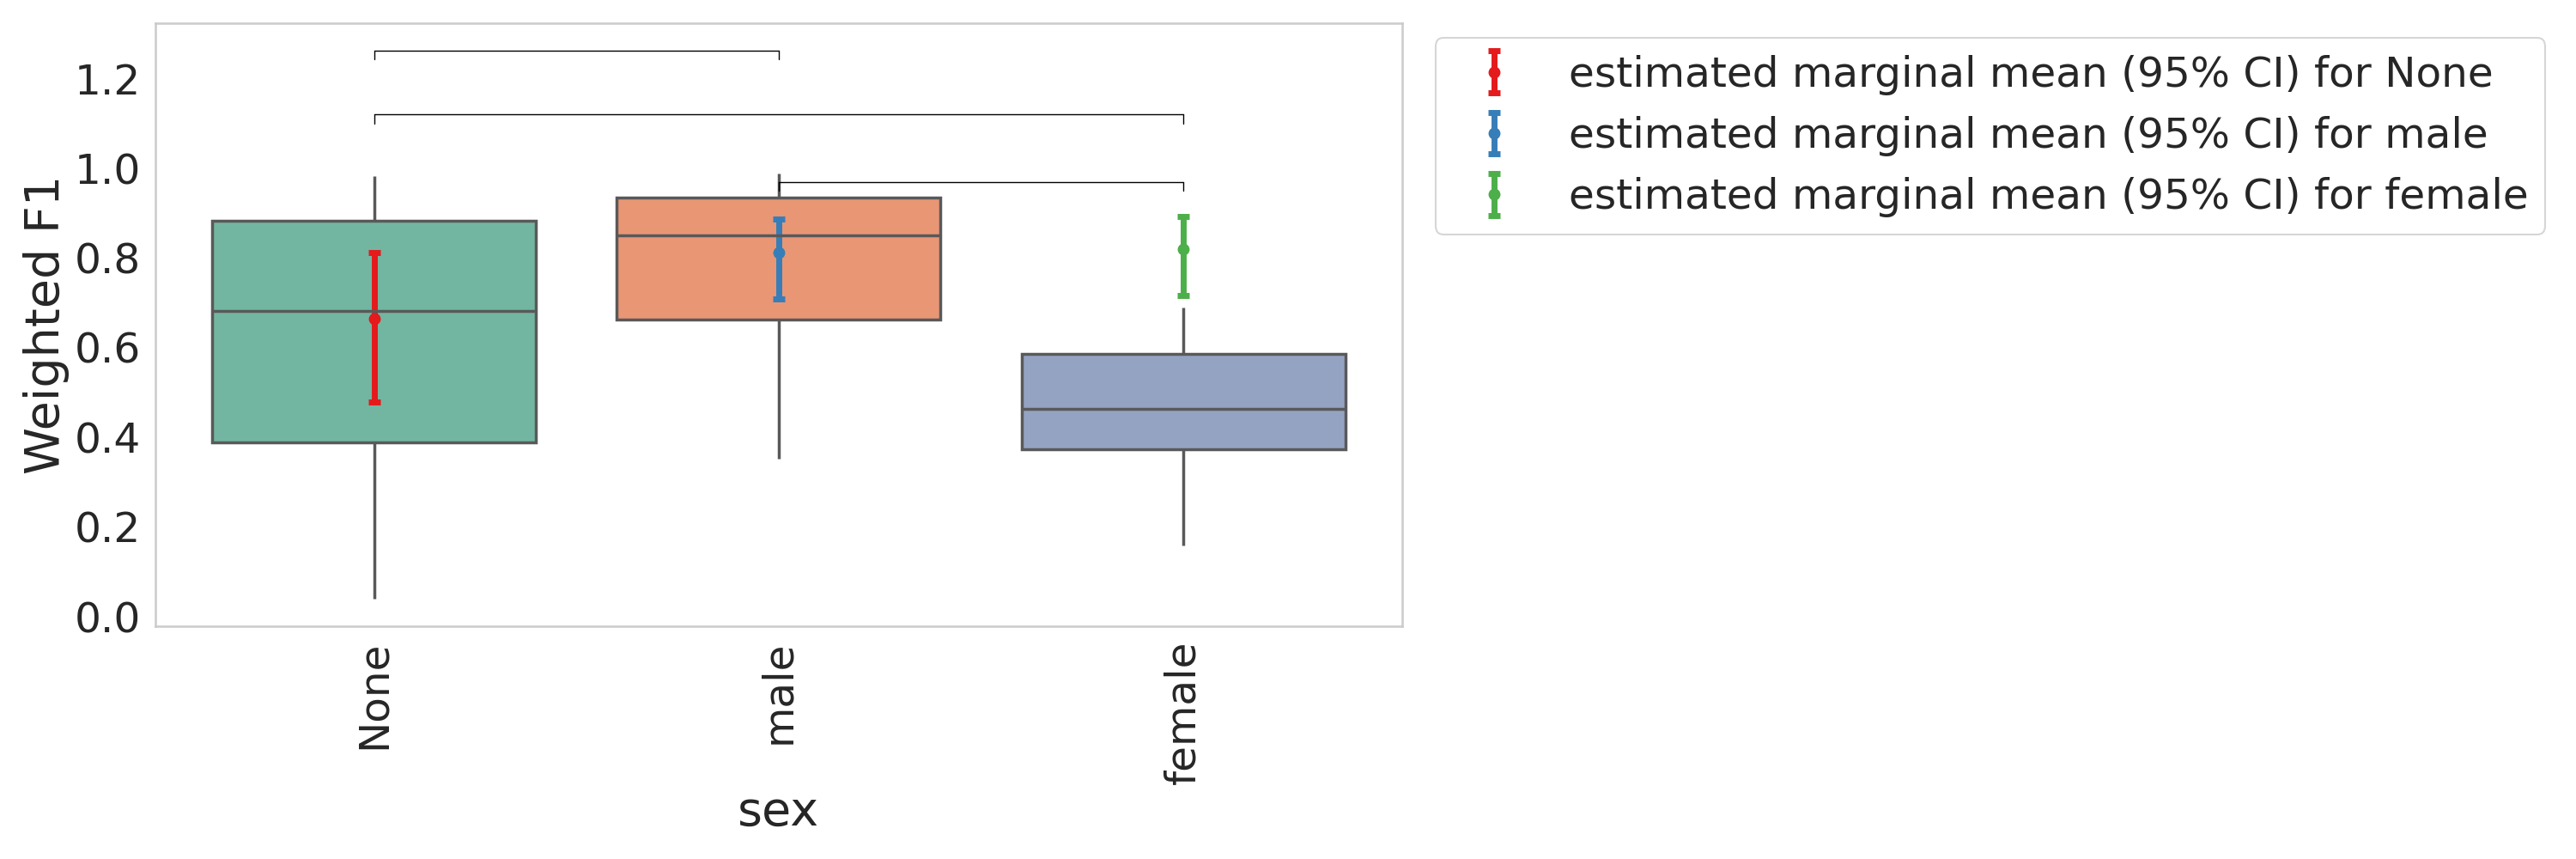 Weighted F1
1.2
1.0
0.8
0.6
0.4
0.2
0.0
None
male
female
sex
estimated marginal mean (95% CI) for None
estimated marginal mean (95% CI) for male
estimated marginal mean (95% CI) for female